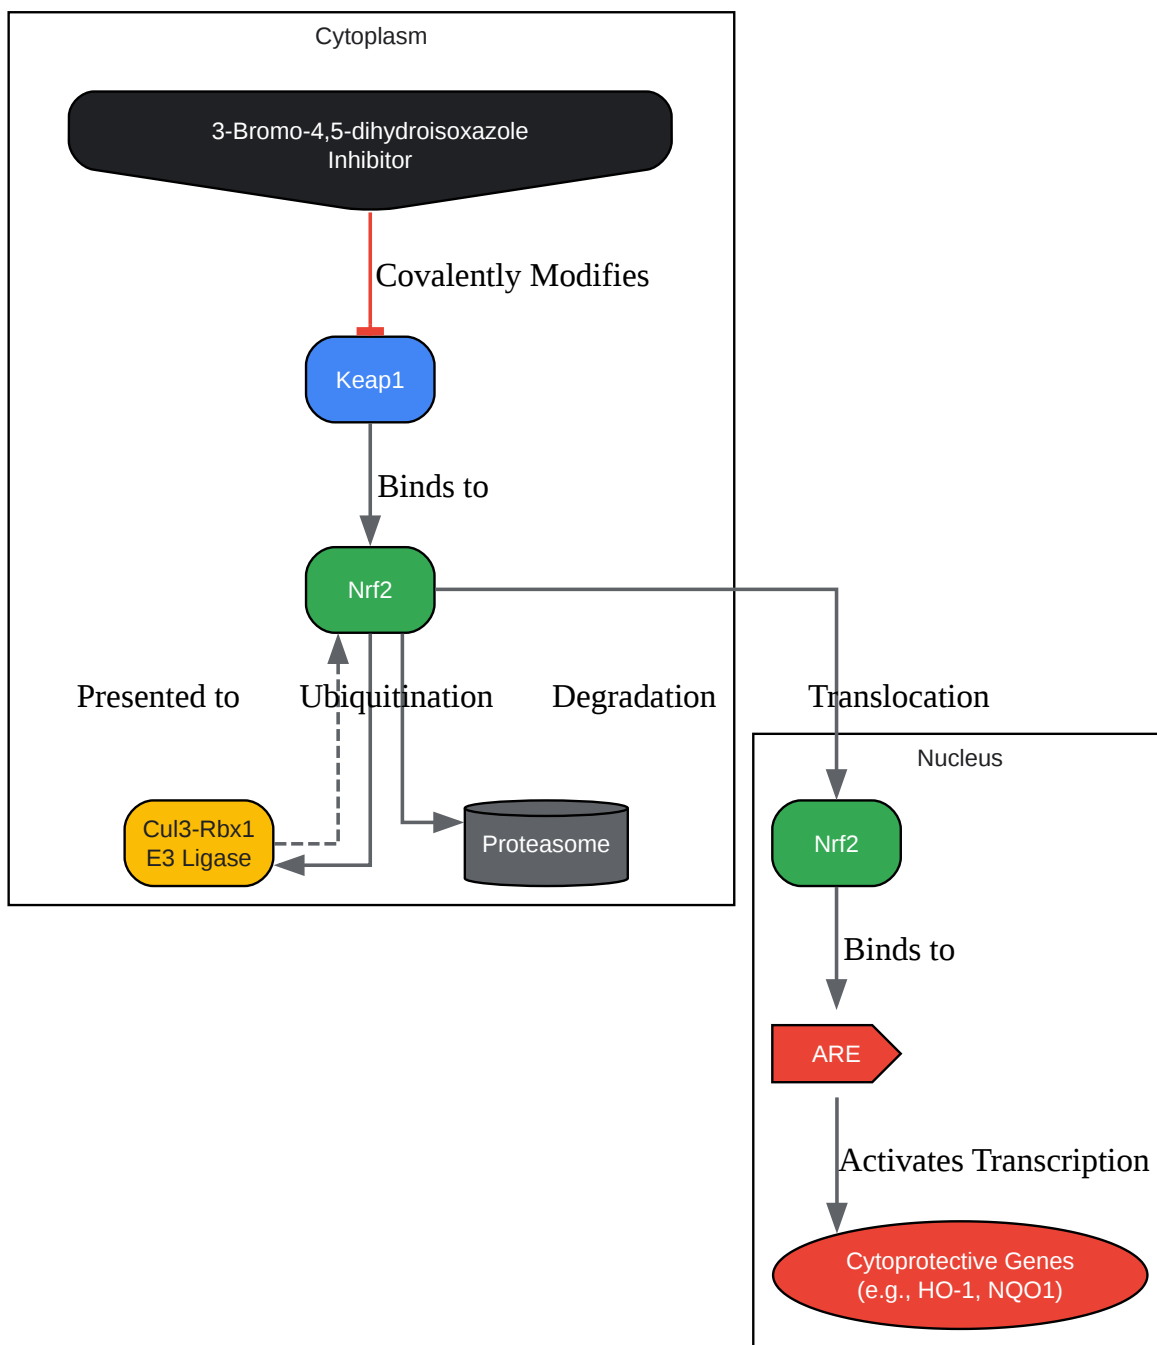 Cytoplasm
3-Bromo-4,5-dihydroisoxazole
Inhibitor
Covalently Modifies
Keap1
Binds to
Nrf2
Presented to
Ubiquitination
Degradation
Translocation
Nucleus
Cul3-Rbx1
E3 Ligase
Proteasome
Nrf2
Binds to
ARE
Activates Transcription
Cytoprotective Genes
(e.g., HO-1, NQO1)